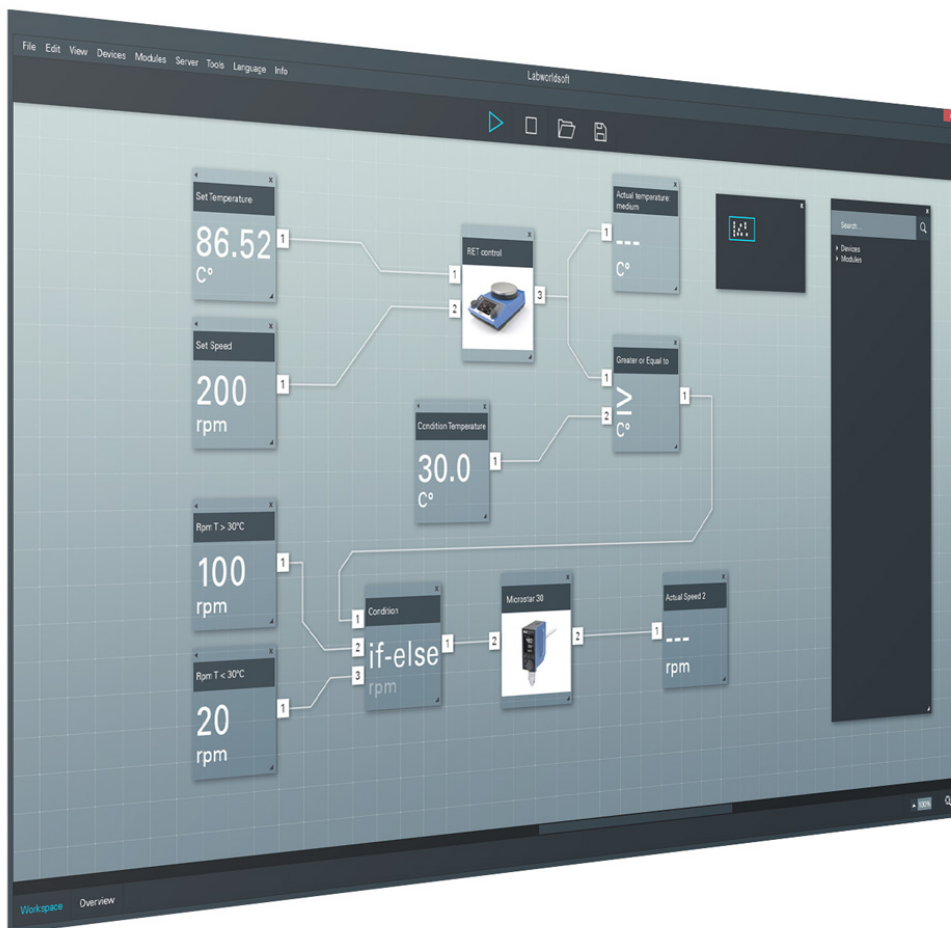 Labworldsoft
File Edit View Devices Modules Server Tools Language Info
Set Temperature
86.52
C°
1
Set Speed
200
rpm
1
RET control
1
2
3
Actual temperature
medium
1
---
C°
Greater or Equal to
1
2
≥
C°
1
Condition Temperature
30.0
C°
1
Search...
Devices
Modules
Rpm T > 30°C
100
rpm
1
Rpm T < 30°C
20
rpm
1
Condition
1
2
3
if-else
rpm
1
Microstar 30
2
2
Actual Speed 2
1
---
rpm
100%
Workspace Overview